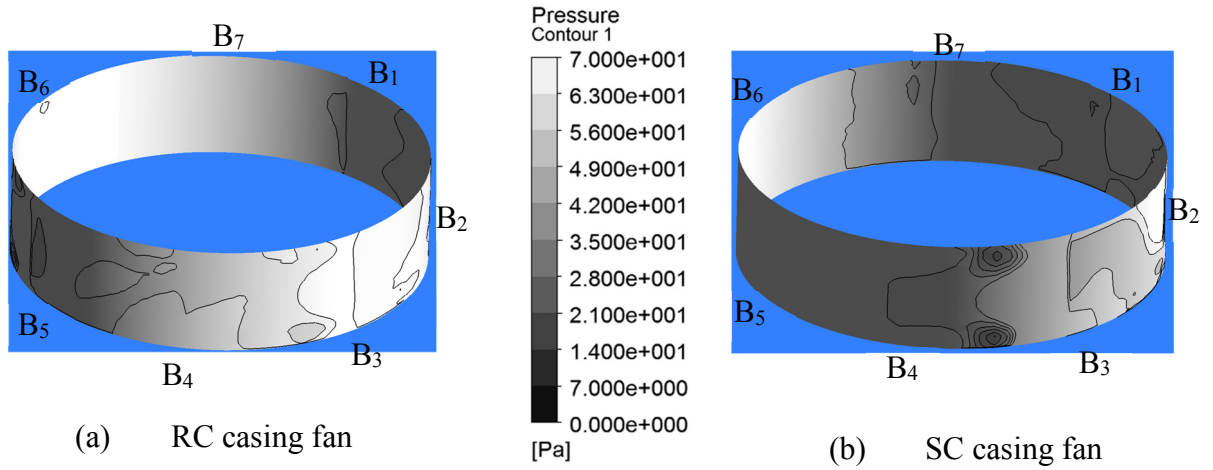 B7
B6
B1
B2
B5
B4
B3
(a) RC casing fan
Pressure
Contour 1
7.000e+001
6.300e+001
5.600e+001
4.900e+001
4.200e+001
3.500e+001
2.800e+001
2.100e+001
1.400e+001
7.000e+000
0.000e+000
[Pa]
B7
B6
B1
B2
B5
B4
B3
(b) SC casing fan